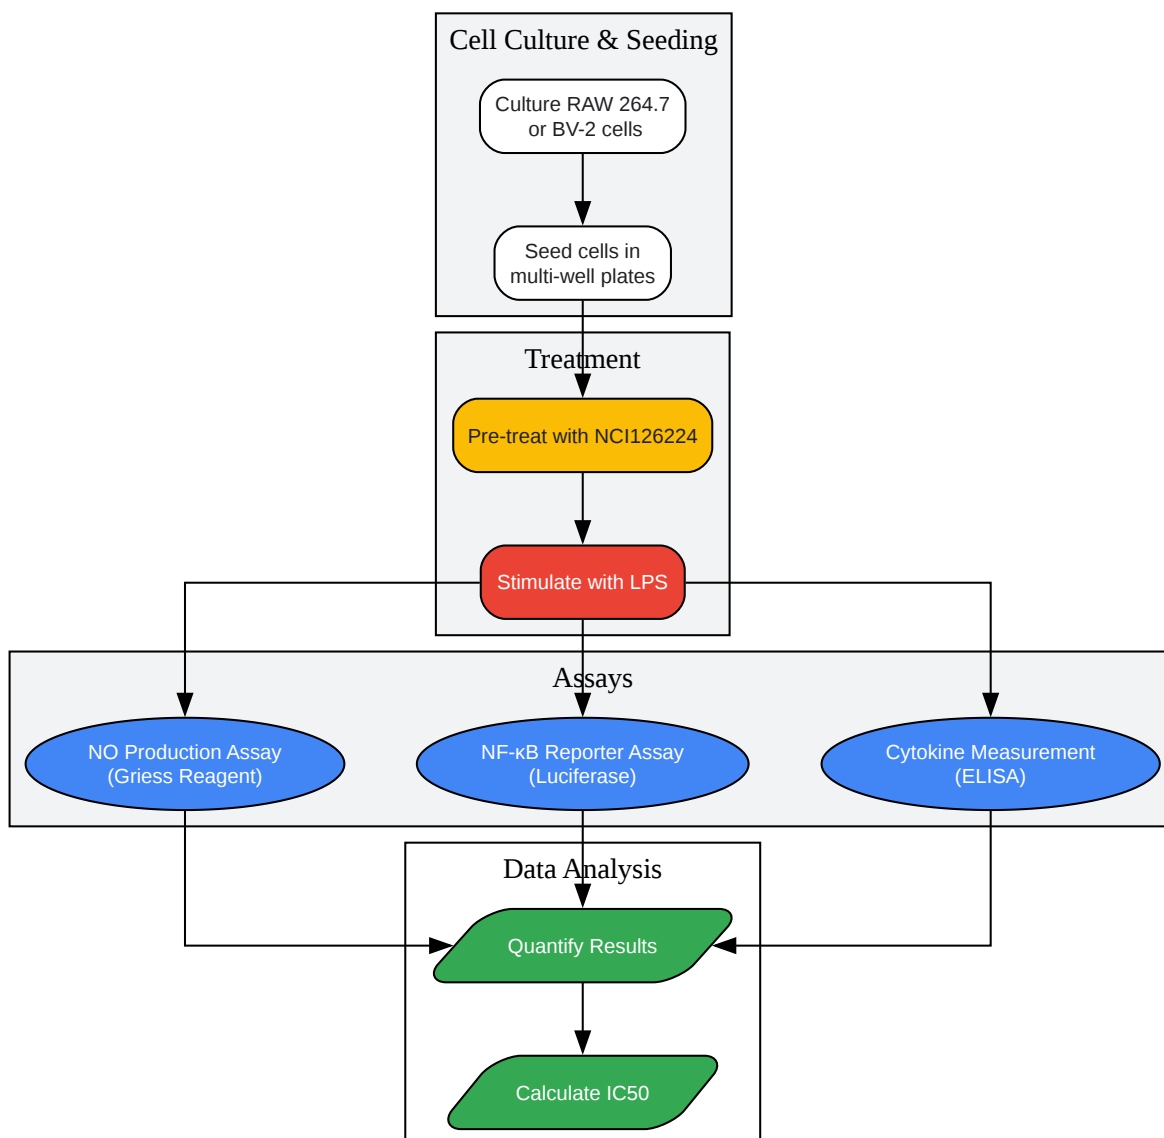 Cell Culture & Seeding
Culture RAW 264.7
or BV-2 cells
Seed cells in
multi-well plates
Treatment
Pre-treat with NCI126224
Stimulate with LPS
Assays
NO Production Assay
(Griess Reagent)
NF-κB Reporter Assay
(Luciferase)
Cytokine Measurement
(ELISA)
Data Analysis
Quantify Results
Calculate IC50